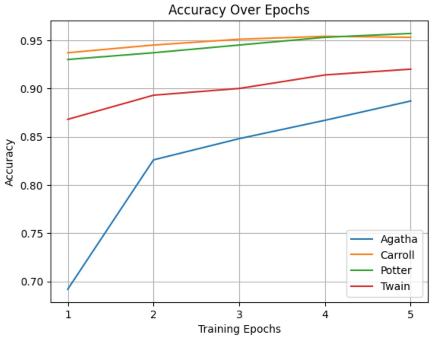 Accuracy Over Epochs
Accuracy
0.95
0.90
0.85
0.80
0.75
0.70
1 2 3 4 5
Training Epochs
Agatha
Carroll
Potter
Twain